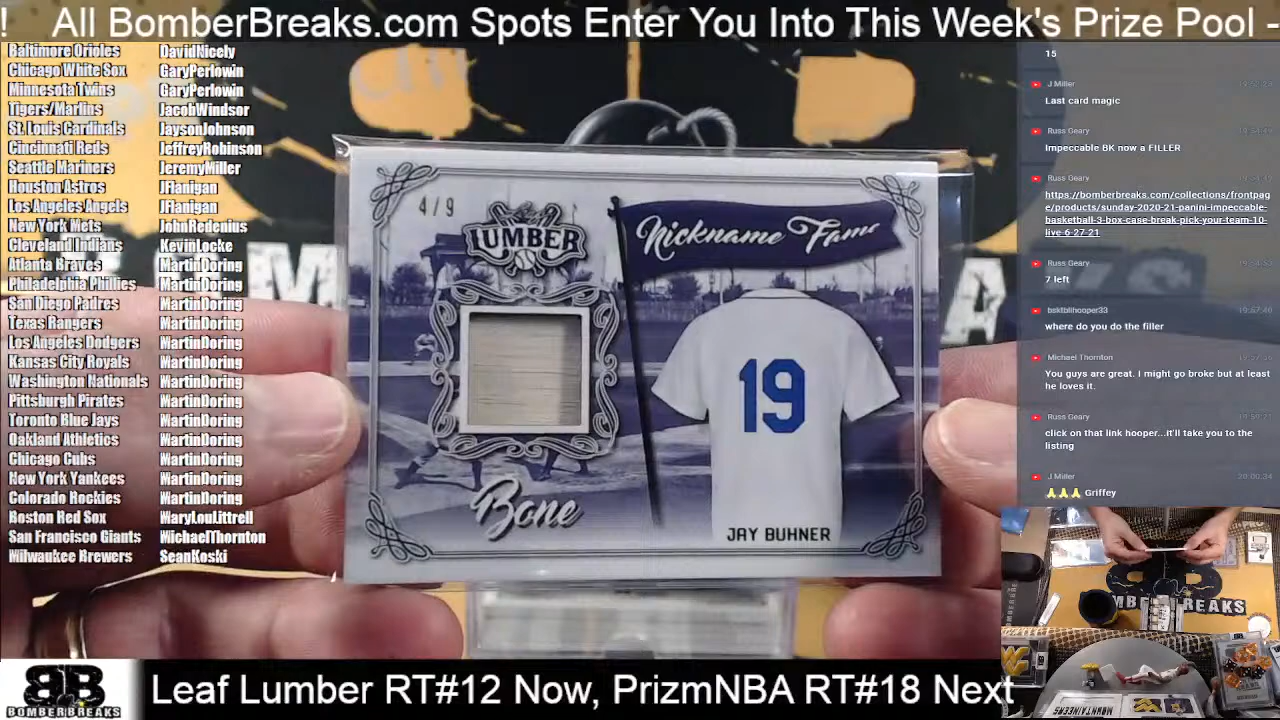 ! All BomberBreaks.com Spots Enter You Into This Week's Prize Pool -
Baltimore Orioles DavidNicely
Chicago White Sox GaryPerlowin
Minnesota Twins GaryPerlowin
Tigers/Marlins JacobWindsor
St. Louis Cardinals JaysonJohnson
Cincinnati Reds JeffreyRobinson
Seattle Mariners JeremyMiller
Houston Astros JFlanigan
Los Angeles Angels JFlanigan
New York Mets JohnRedenius
Cleveland Indians KevinLocke
Atlanta Braves MartinDoring
Philadelphia Phillies MartinDoring
San Diego Padres MartinDoring
Texas Rangers MartinDoring
Los Angeles Dodgers MartinDoring
Kansas City Royals MartinDoring
Washington Nationals MartinDoring
Pittsburgh Pirates MartinDoring
Toronto Blue Jays MartinDoring
Oakland Athletics MartinDoring
Chicago Cubs MartinDoring
New York Yankees MartinDoring
Colorado Rockies MartinDoring
Boston Red Sox MaryLouLittrell
San Francisco Giants MichaelThornton
Milwaukee Brewers SeanKoski
4/9
LUMBER
Nickname Fame
19
Bone
JAY BUHNER
15
J Miller
Last card magic
Russ Geary
Impeccable BK now a FILLER
Russ Geary
https://bomberbreaks.com/collections/frontpag
e/products/sunday-2020-21-panini-impeccable-
basketball-3-box-case-break-pick-your-team-10-
live-6-27-21
Russ Geary
7 left
bsktbllhooper33
where do you do the filler
Michael Thornton
You guys are great. I might go broke but at least
he loves it.
Russ Geary
click on that link hooper...it'll take you to the
listing
J Miller
🙏🙏🙏 Griffey
MOUNTAINEERS
BB
BOMBERBREAKS
Leaf Lumber RT#12 Now, PrizmNBA RT#18 Next